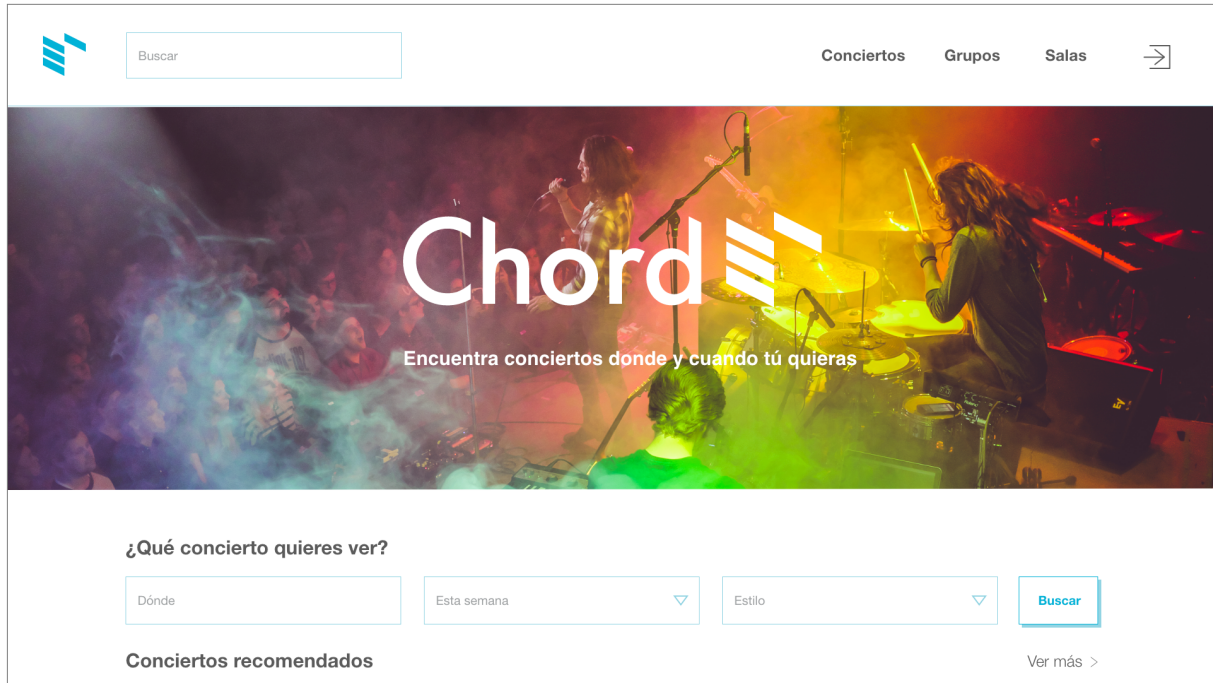 Buscar
Conciertos Grupos Salas
Chord
Encuentra conciertos donde y cuando tú quieras
¿Qué concierto quieres ver?
Dónde Esta semana Estilo Buscar
Conciertos recomendados Ver más >